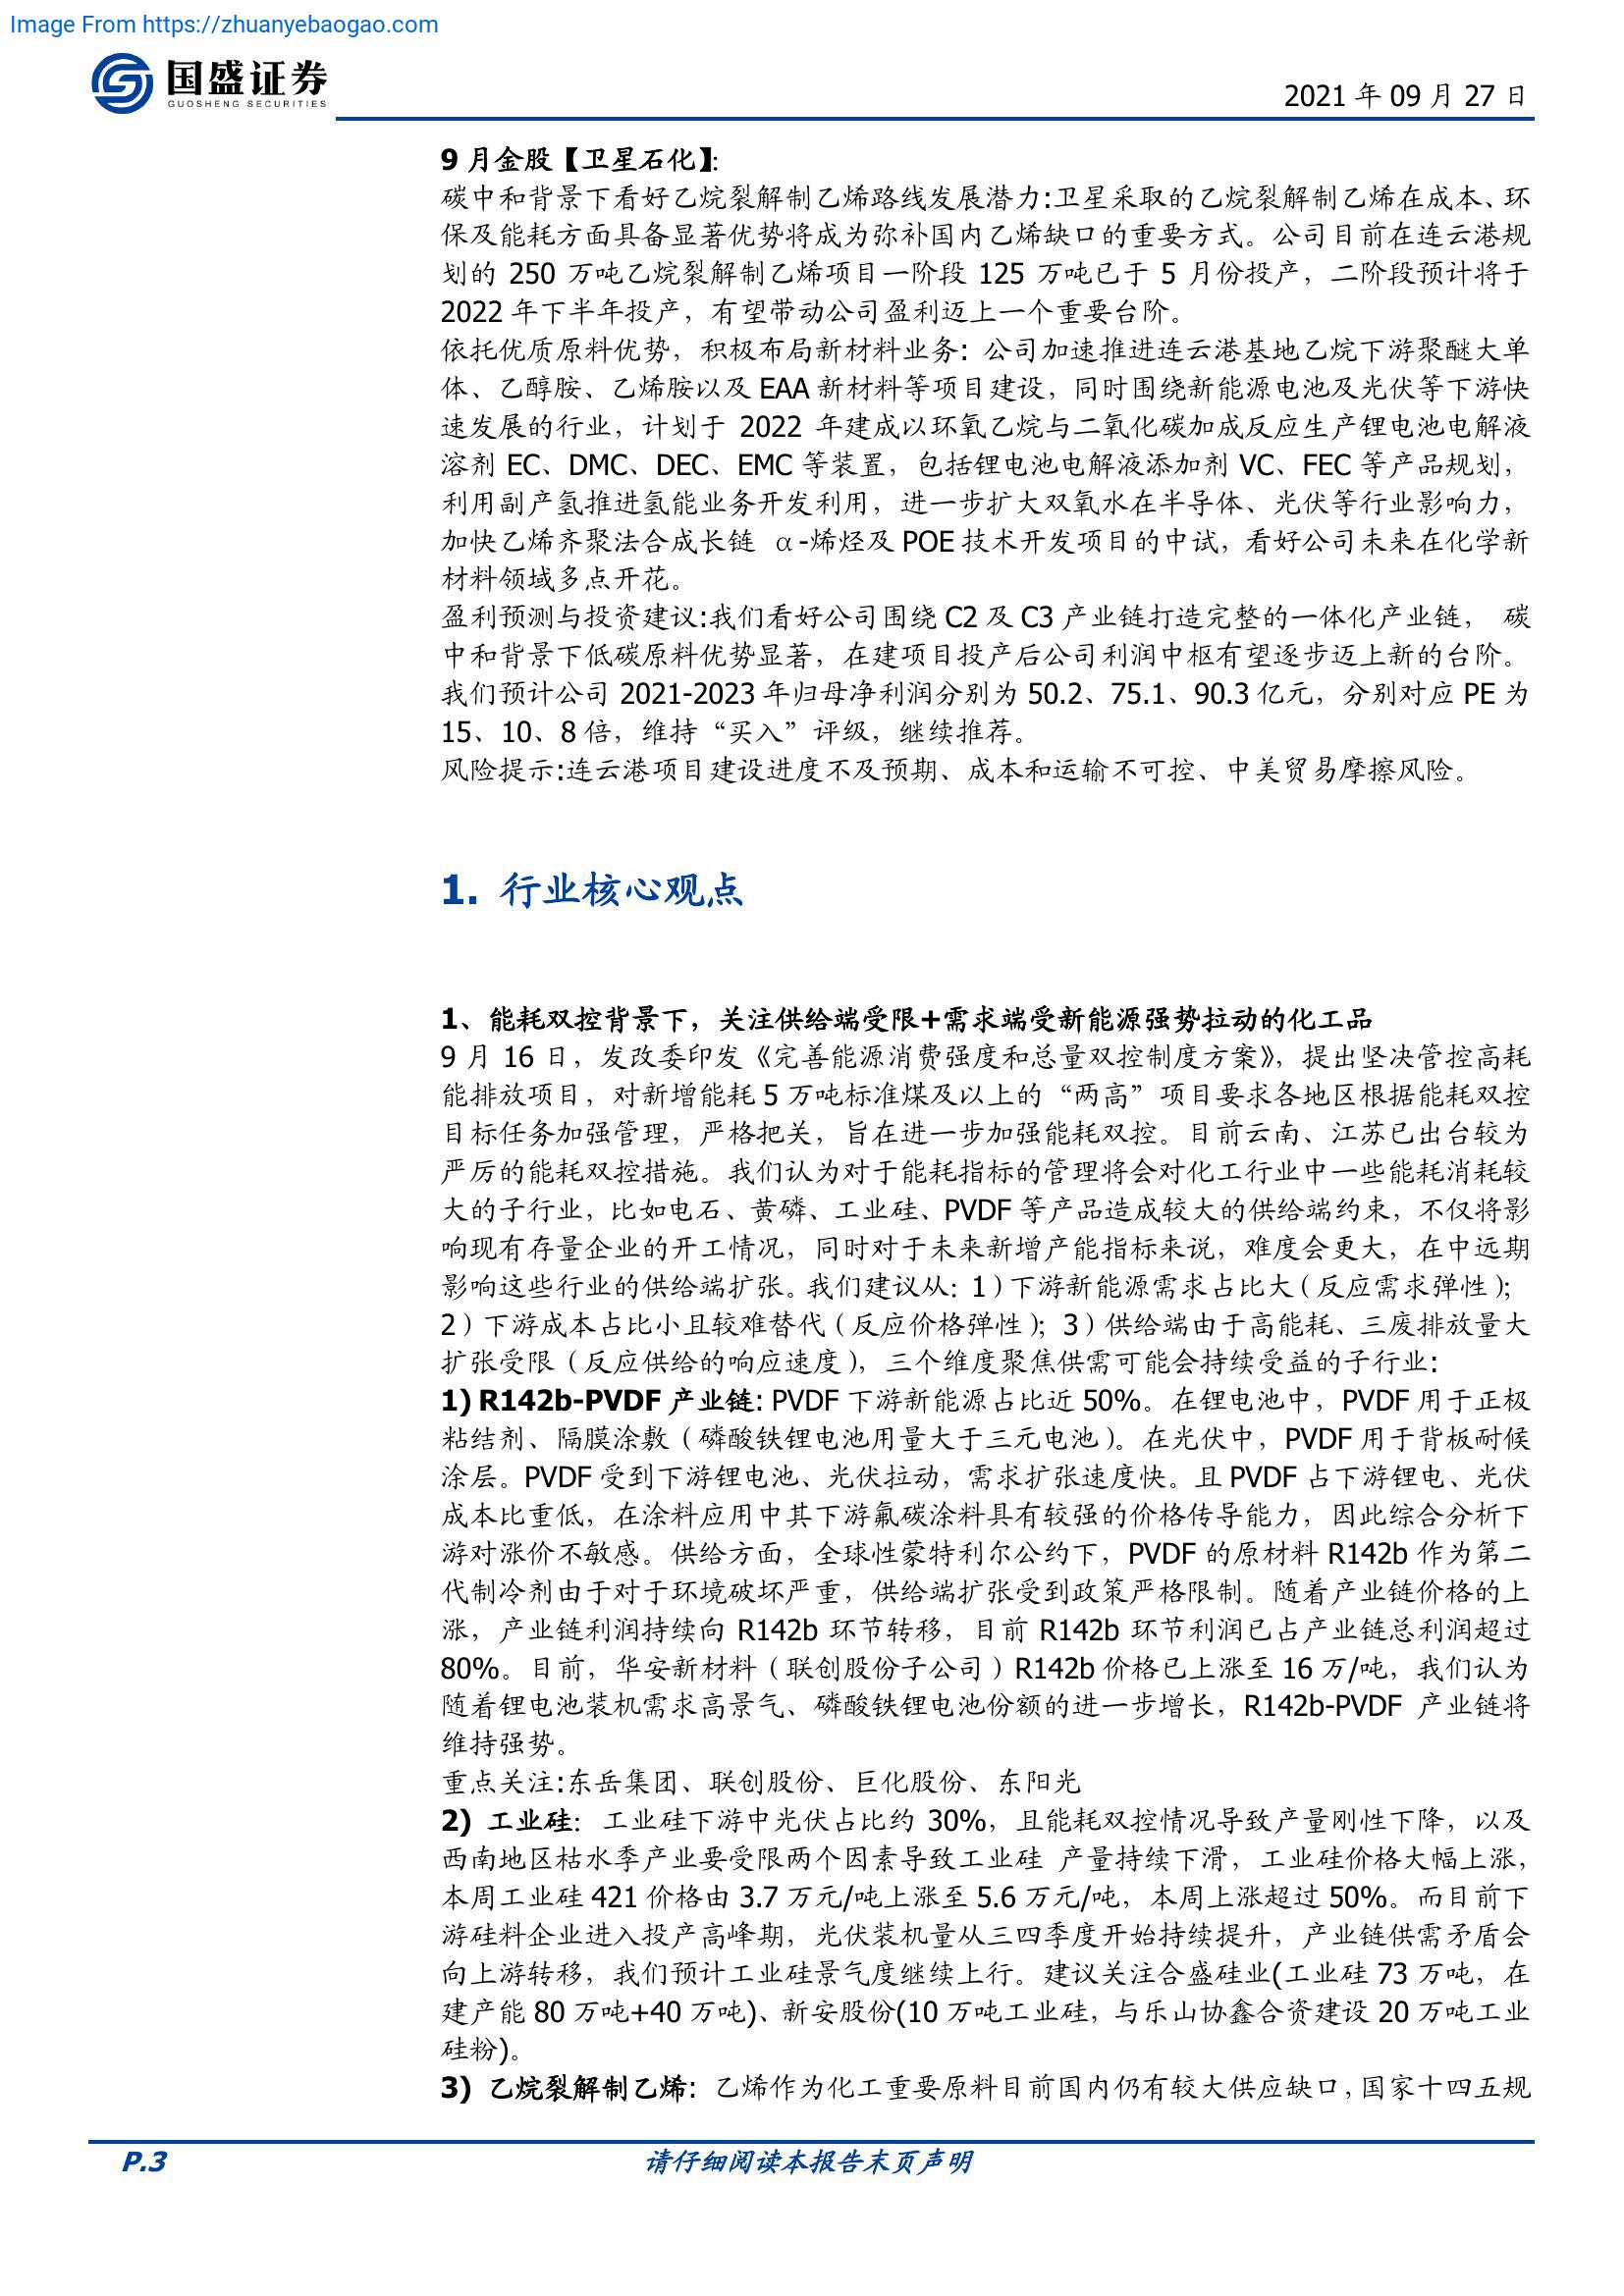 Image From https://zhuanyebaogao.com
国盛证券
GUOSHENG SECURITIES
2021 年 09 月 27 日
9 月金股【卫星石化】:
碳中和背景下看好乙烷裂解制乙烯路线发展潜力:卫星采取的乙烷裂解制乙烯在成本、环
保及能耗方面具备显著优势将成为弥补国内乙烯缺口的重要方式。公司目前在连云港规
划的 250 万吨乙烷裂解制乙烯项目一阶段 125 万吨已于 5 月份投产，二阶段预计将于
2022 年下半年投产，有望带动公司盈利迈上一个重要台阶。
依托优质原料优势，积极布局新材料业务：公司加速推进连云港基地乙烷下游聚醚大单
体、乙醇胺、乙烯胺以及 EAA 新材料等项目建设，同时围绕新能源电池及光伏等下游快
速发展的行业，计划于 2022 年建成以环氧乙烷与二氧化碳加成反应生产锂电池电解液
溶剂 EC、DMC、DEC、EMC 等装置，包括锂电池电解液添加剂 VC、FEC 等产品规划，
利用副产氢推进氢能业务开发利用，进一步扩大双氧水在半导体、光伏等行业影响力，
加快乙烯齐聚法合成长链 α-烯烃及 POE 技术开发项目的中试，看好公司未来在化学新
材料领域多点开花。
盈利预测与投资建议:我们看好公司围绕 C2 及 C3 产业链打造完整的一体化产业链， 碳
中和背景下低碳原料优势显著，在建项目投产后公司利润中枢有望逐步迈上新的台阶。
我们预计公司 2021-2023 年归母净利润分别为 50.2、75.1、90.3 亿元，分别对应 PE 为
15、10、8 倍，维持“买入”评级，继续推荐。
风险提示:连云港项目建设进度不及预期、成本和运输不可控、中美贸易摩擦风险。
1. 行业核心观点
1、能耗双控背景下，关注供给端受限+需求端受新能源强势拉动的化工品
9 月 16 日，发改委印发《完善能源消费强度和总量双控制度方案》，提出坚决管控高耗
能排放项目，对新增能耗 5 万吨标准煤及以上的“两高”项目要求各地区根据能耗双控
目标任务加强管理，严格把关，旨在进一步加强能耗双控。目前云南、江苏已出台较为
严厉的能耗双控措施。我们认为对于能耗指标的管理将会对化工行业中一些能耗消耗较
大的子行业，比如电石、黄磷、工业硅、PVDF 等产品造成较大的供给端约束，不仅将影
响现有存量企业的开工情况，同时对于未来新增产能指标来说，难度会更大，在中远期
影响这些行业的供给端扩张。我们建议从：1）下游新能源需求占比大（反应需求弹性）；
2）下游成本占比小且较难替代（反应价格弹性）；3）供给端由于高能耗、三废排放量大
扩张受限（反应供给的响应速度），三个维度聚焦供需可能会持续受益的子行业：
1) R142b-PVDF 产业链: PVDF 下游新能源占比近 50%。在锂电池中，PVDF 用于正极
粘结剂、隔膜涂敷（磷酸铁锂电池用量大于三元电池）。在光伏中，PVDF 用于背板耐候
涂层。PVDF 受到下游锂电池、光伏拉动，需求扩张速度快。且 PVDF 占下游锂电、光伏
成本比重低，在涂料应用中其下游氟碳涂料具有较强的价格传导能力，因此综合分析下
游对涨价不敏感。供给方面，全球性蒙特利尔公约下，PVDF 的原材料 R142b 作为第二
代制冷剂由于对于环境破坏严重，供给端扩张受到政策严格限制。随着产业链价格的上
涨，产业链利润持续向 R142b 环节转移，目前 R142b 环节利润已占产业链总利润超过
80%。目前，华安新材料（联创股份子公司）R142b 价格已上涨至 16 万/吨，我们认为
随着锂电池装机需求高景气、磷酸铁锂电池份额的进一步增长，R142b-PVDF 产业链将
维持强势。
重点关注:东岳集团、联创股份、巨化股份、东阳光
2) 工业硅：工业硅下游中光伏占比约 30%，且能耗双控情况导致产量刚性下降，以及
西南地区枯水季产业要受限两个因素导致工业硅 产量持续下滑，工业硅价格大幅上涨，
本周工业硅 421 价格由 3.7 万元/吨上涨至 5.6 万元/吨，本周上涨超过 50%。而目前下
游硅料企业进入投产高峰期，光伏装机量从三四季度开始持续提升，产业链供需矛盾会
向上游转移，我们预计工业硅景气度继续上行。建议关注合盛硅业(工业硅 73 万吨，在
建产能 80 万吨+40 万吨)、新安股份(10 万吨工业硅，与乐山协鑫合资建设 20 万吨工业
硅粉)。
3) 乙烷裂解制乙烯：乙烯作为化工重要原料目前国内仍有较大供应缺口，国家十四五规
P.3
请仔细阅读本报告末页声明